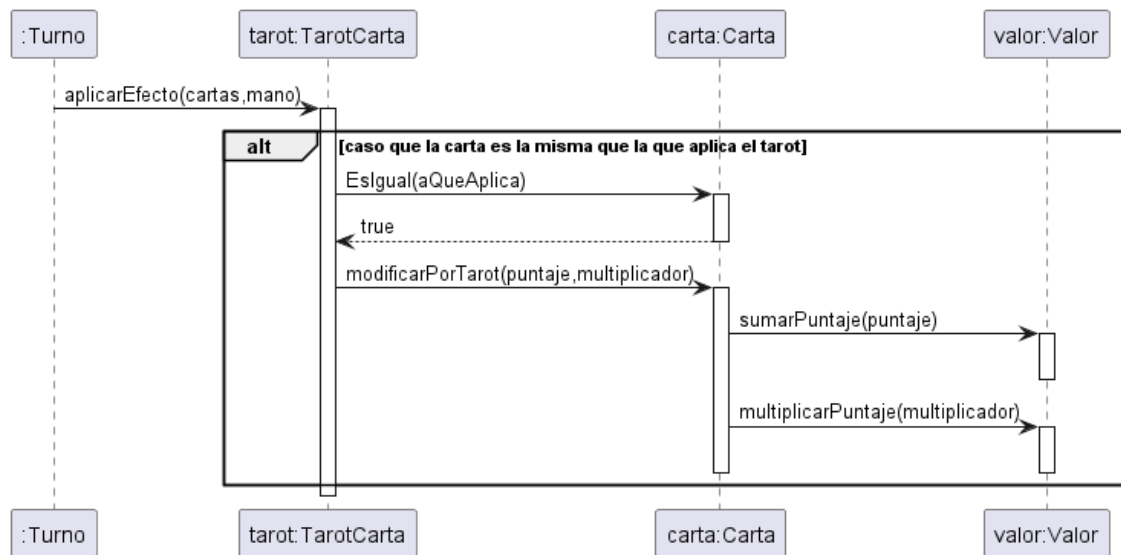 :Turno
tarot:TarotCarta
carta:Carta
valor:Valor
aplicarEfecto(cartas,mano)
alt
[caso que la carta es la misma que la que aplica el tarot]
EsIgual(aQueAplica)
true
modificarPorTarot(puntaje,multiplicador)
sumarPuntaje(puntaje)
multiplicarPuntaje(multiplicador)
:Turno
tarot:TarotCarta
carta:Carta
valor:Valor